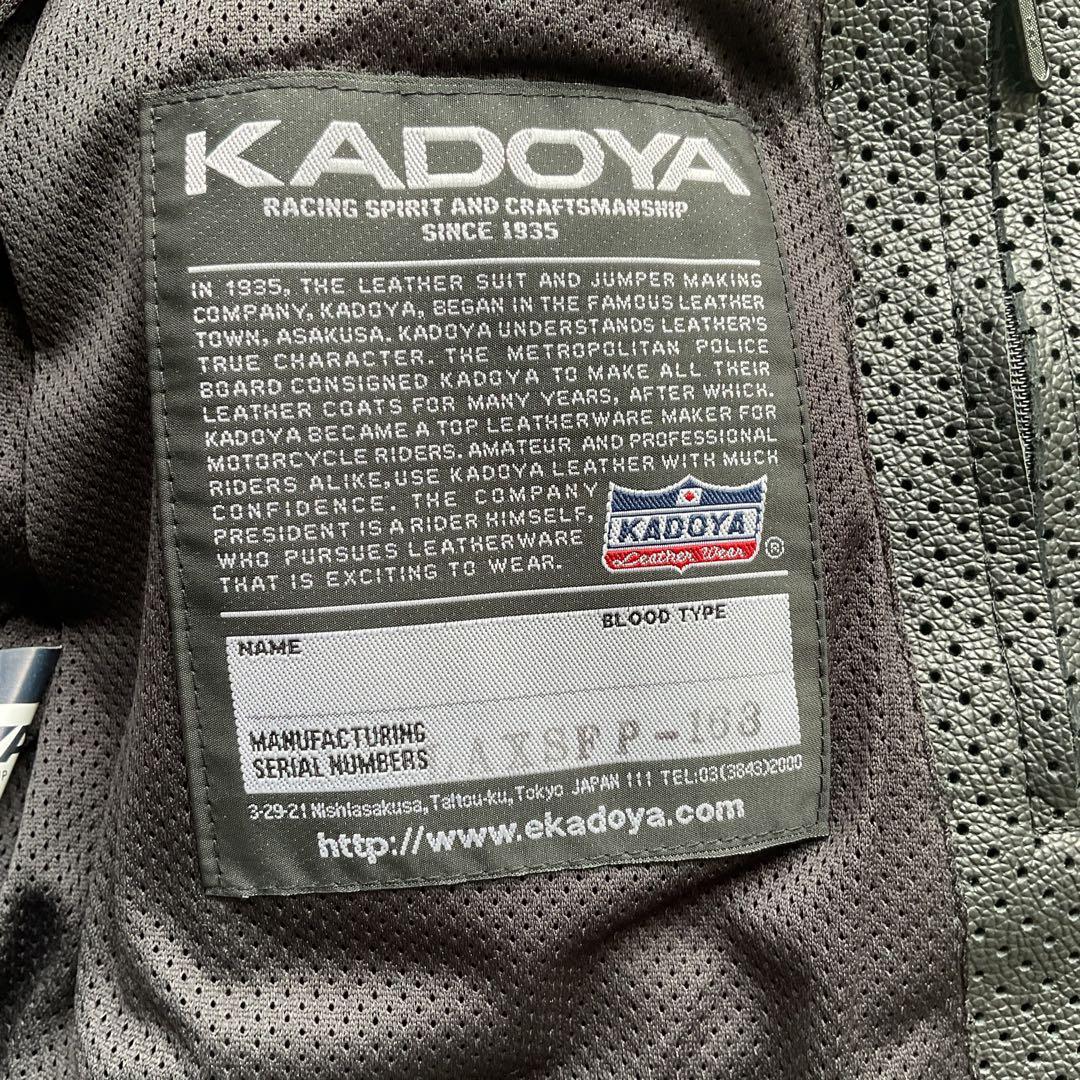 KADOYA
RACING SPIRIT AND CRAFTSMANSHIP
SINCE 1935
IN 1935, THE LEATHER SUIT AND JUMPER MAKING
COMPANY, KADOYA, BEGAN IN THE FAMOUS LEATHER
TOWN, ASAKUSA. KADOYA UNDERSTANDS LEATHER'S
TRUE CHARACTER. THE METROPOLITAN POLICE
BOARD CONSIGNED KADOYA TO MAKE ALL THEIR
LEATHER COATS FOR MANY YEARS, AFTER WHICH.
KADOYA BECAME A TOP LEATHERWARE MAKER FOR
MOTORCYCLE RIDERS. AMATEUR AND PROFESSIONAL
RIDERS ALIKE, USE KADOYA LEATHER WITH MUCH
CONFIDENCE. THE COMPANY
PRESIDENT IS A RIDER HIMSELF,
WHO PURSUES LEATHERWARE
THAT IS EXCITING TO WEAR.
KADOYA
Leather Wear
®
NAME
BLOOD TYPE
MANUFACTURING
SERIAL NUMBERS
3-29-21 Nishiasakusa, Taitou-ku, Tokyo JAPAN 111 TEL:03(3843)2000
http://www.ekadoya.com